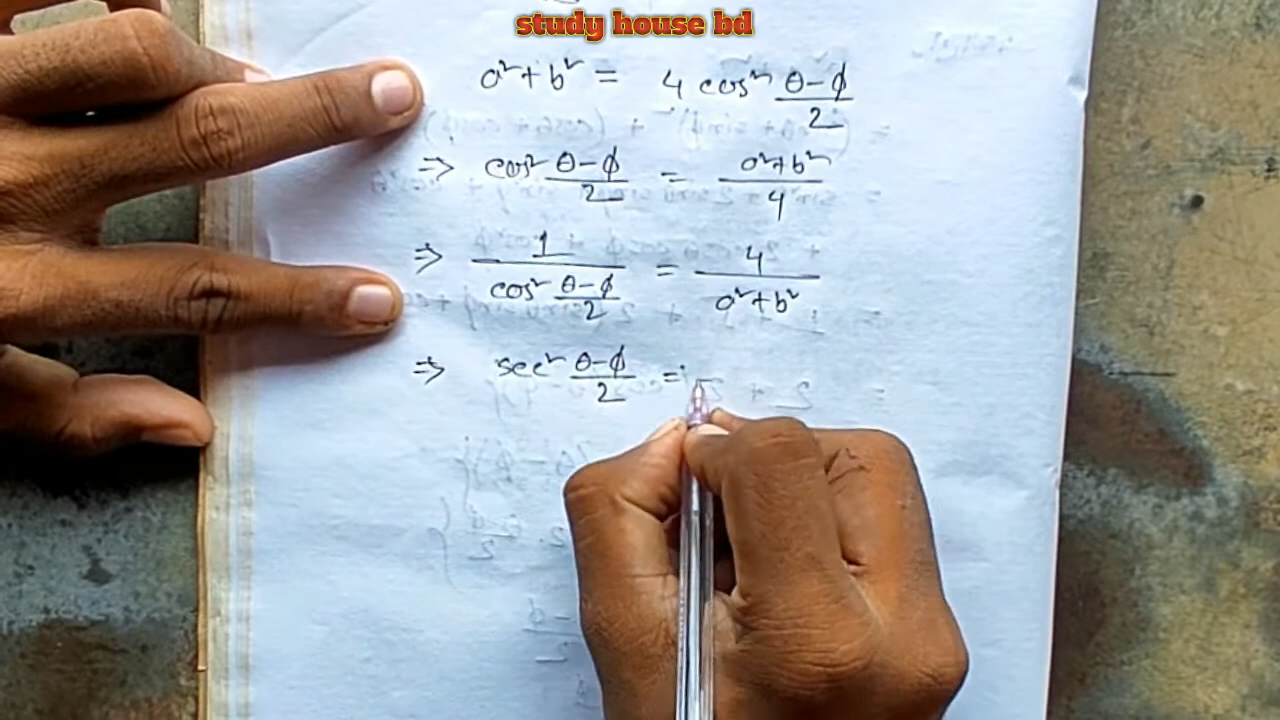 study house bd
a²+b² = 4 cos² (θ-ϕ)/2
⇒ cos² (θ-ϕ)/2 = (a²+b²)/4
⇒ 1/(cos² (θ-ϕ)/2) = 4/(a²+b²)
⇒ sec² (θ-ϕ)/2 =